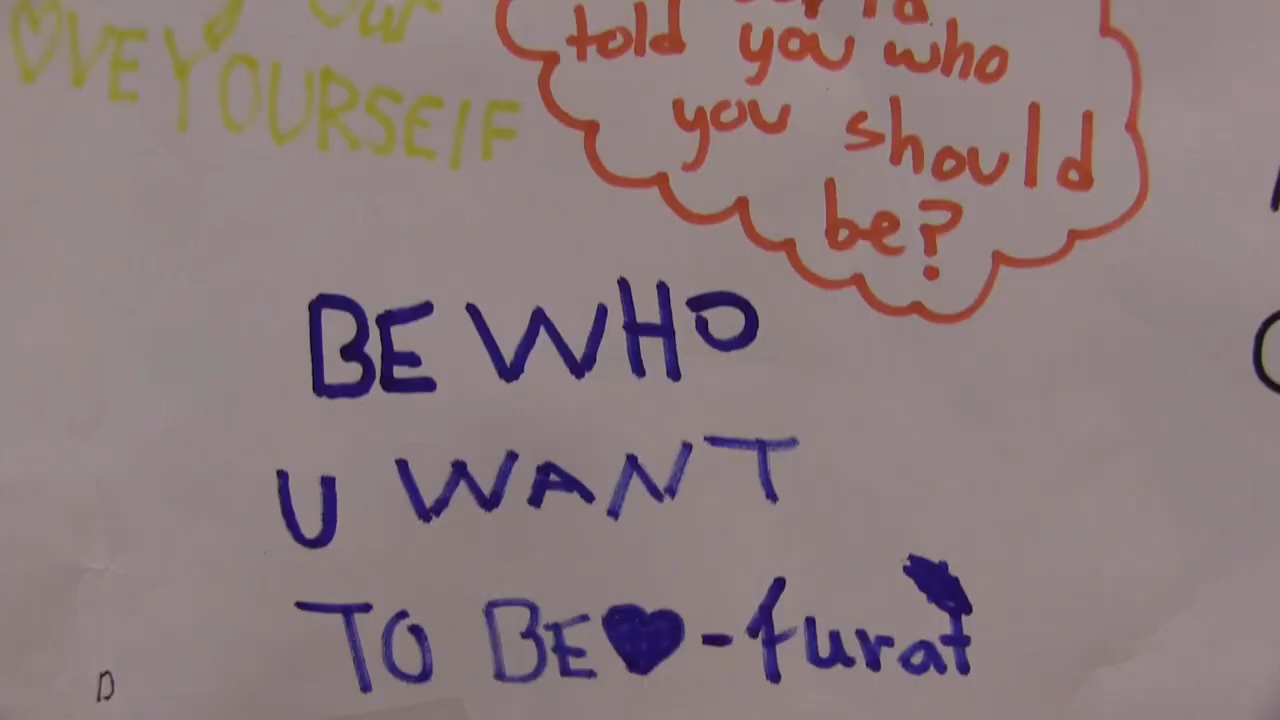 OVE YOURSELF
told you who
you should
be?
BE WHO
U WANT
TO BE♥-furat
D